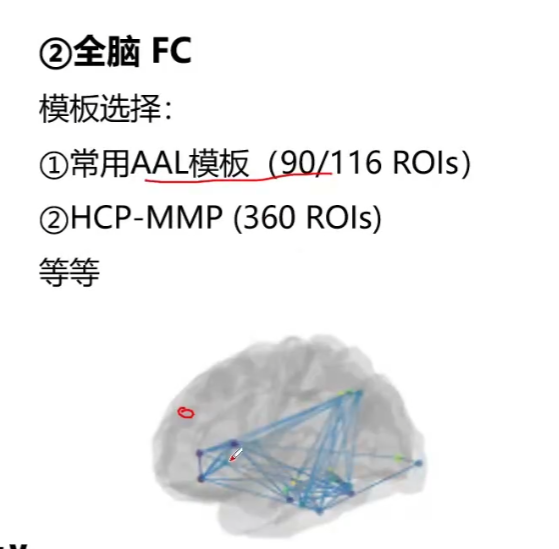 ②全脑 FC
模板选择：
①常用AAL模板（90/116 ROIs）
②HCP-MMP (360 ROIs)
等等